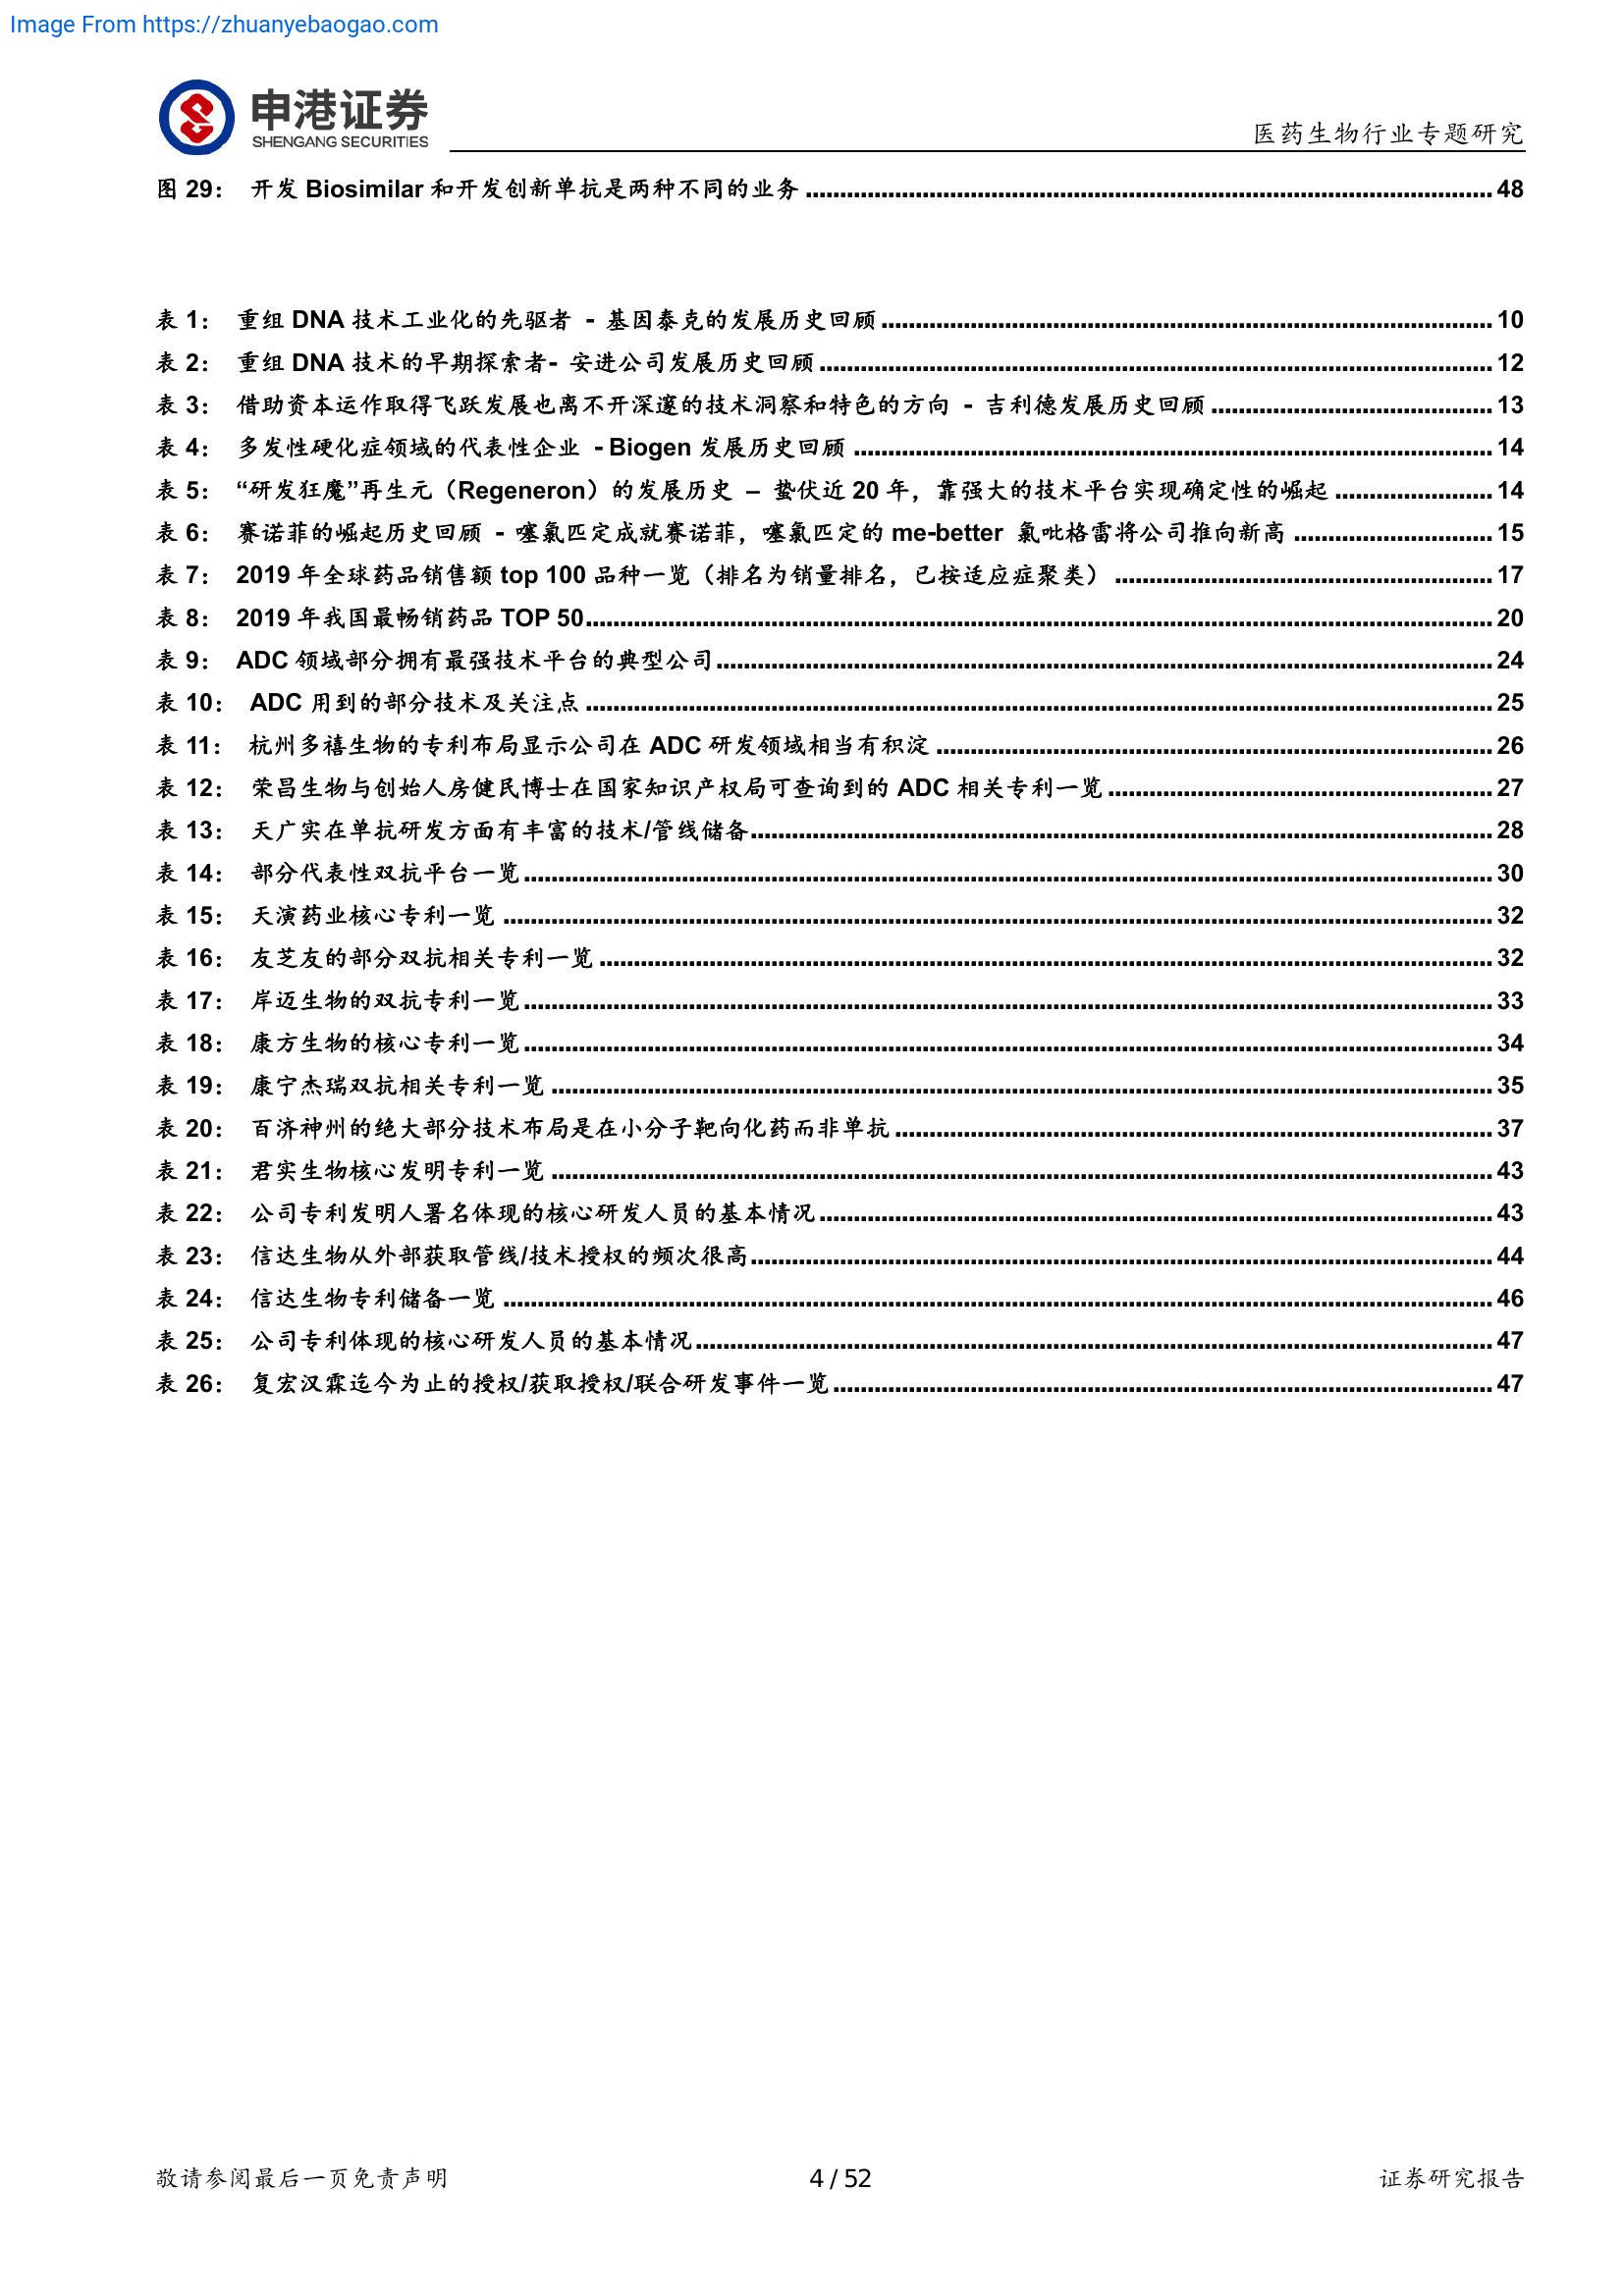 Image From https://zhuanyebaogao.com
申港证券
SHENGANG SECURITIES
医药生物行业专题研究
图 29： 开发 Biosimilar 和开发创新单抗是两种不同的业务 ........ 48
表 1： 重组 DNA 技术工业化的先驱者 - 基因泰克的发展历史回顾 ........ 10
表 2： 重组 DNA 技术的早期探索者- 安进公司发展历史回顾 ........ 12
表 3： 借助资本运作取得飞跃发展也离不开深邃的技术洞察和特色的方向 - 吉利德发展历史回顾 ........ 13
表 4： 多发性硬化症领域的代表性企业 - Biogen 发展历史回顾 ........ 14
表 5： “研发狂魔”再生元（Regeneron）的发展历史 – 蛰伏近 20 年，靠强大的技术平台实现确定性的崛起 ........ 14
表 6： 赛诺菲的崛起历史回顾 - 噻氯匹定成就赛诺菲，噻氯匹定的 me-better 氯吡格雷将公司推向新高 ........ 15
表 7： 2019 年全球药品销售额 top 100 品种一览（排名为销量排名，已按适应症聚类） ........ 17
表 8： 2019 年我国最畅销药品 TOP 50 ........ 20
表 9： ADC 领域部分拥有最强技术平台的典型公司 ........ 24
表 10： ADC 用到的部分技术及关注点 ........ 25
表 11： 杭州多禧生物的专利布局显示公司在 ADC 研发领域相当有积淀 ........ 26
表 12： 荣昌生物与创始人房健民博士在国家知识产权局可查询到的 ADC 相关专利一览 ........ 27
表 13： 天广实在单抗研发方面有丰富的技术/管线储备 ........ 28
表 14： 部分代表性双抗平台一览 ........ 30
表 15： 天演药业核心专利一览 ........ 32
表 16： 友芝友的部分双抗相关专利一览 ........ 32
表 17： 岸迈生物的双抗专利一览 ........ 33
表 18： 康方生物的核心专利一览 ........ 34
表 19： 康宁杰瑞双抗相关专利一览 ........ 35
表 20： 百济神州的绝大部分技术布局是在小分子靶向化药而非单抗 ........ 37
表 21： 君实生物核心发明专利一览 ........ 43
表 22： 公司专利发明人署名体现的核心研发人员的基本情况 ........ 43
表 23： 信达生物从外部获取管线/技术授权的频次很高 ........ 44
表 24： 信达生物专利储备一览 ........ 46
表 25： 公司专利体现的核心研发人员的基本情况 ........ 47
表 26： 复宏汉霖迄今为止的授权/获取授权/联合研发事件一览 ........ 47
敬请参阅最后一页免责声明
4 / 52
证券研究报告